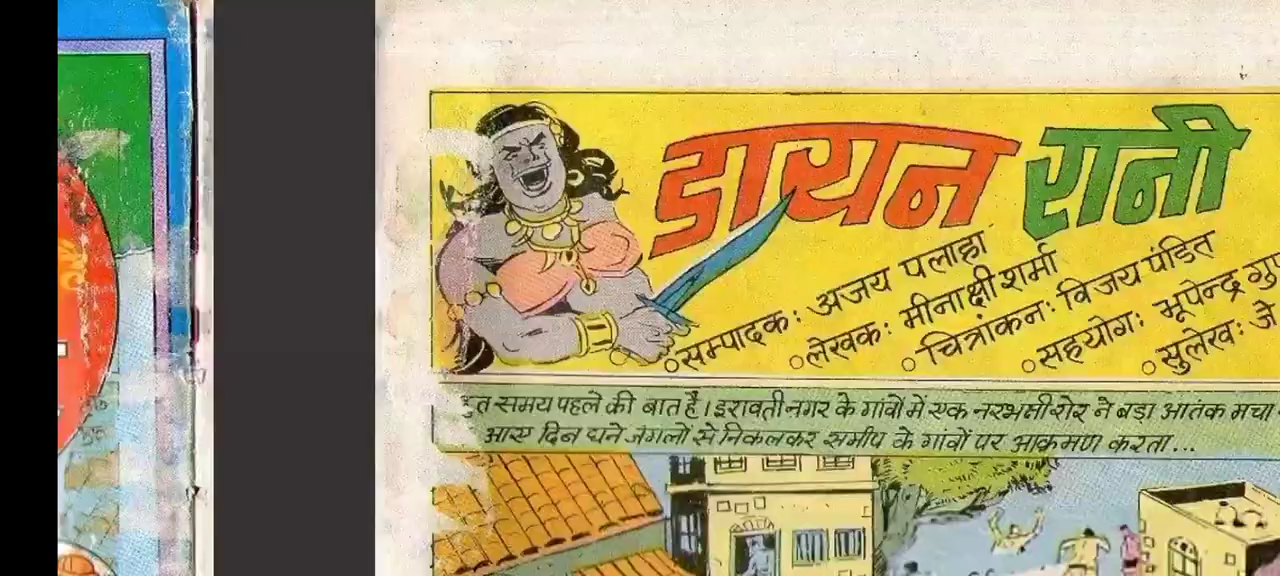 डायन रानी
सम्पादक: अजय पलाहा
लेखक: मीनाक्षी शर्मा
चित्रांकन: विजय पंडित
सहयोग: भूपेन्द्र
सुलेख:
समय पहले की बात है। इरावती नगर के गांवों में एक नरभक्षी शेर ने बड़ा आतंक मचा
आए दिन घने जंगलों से निकलकर समीप के गांवों पर आक्रमण करता...